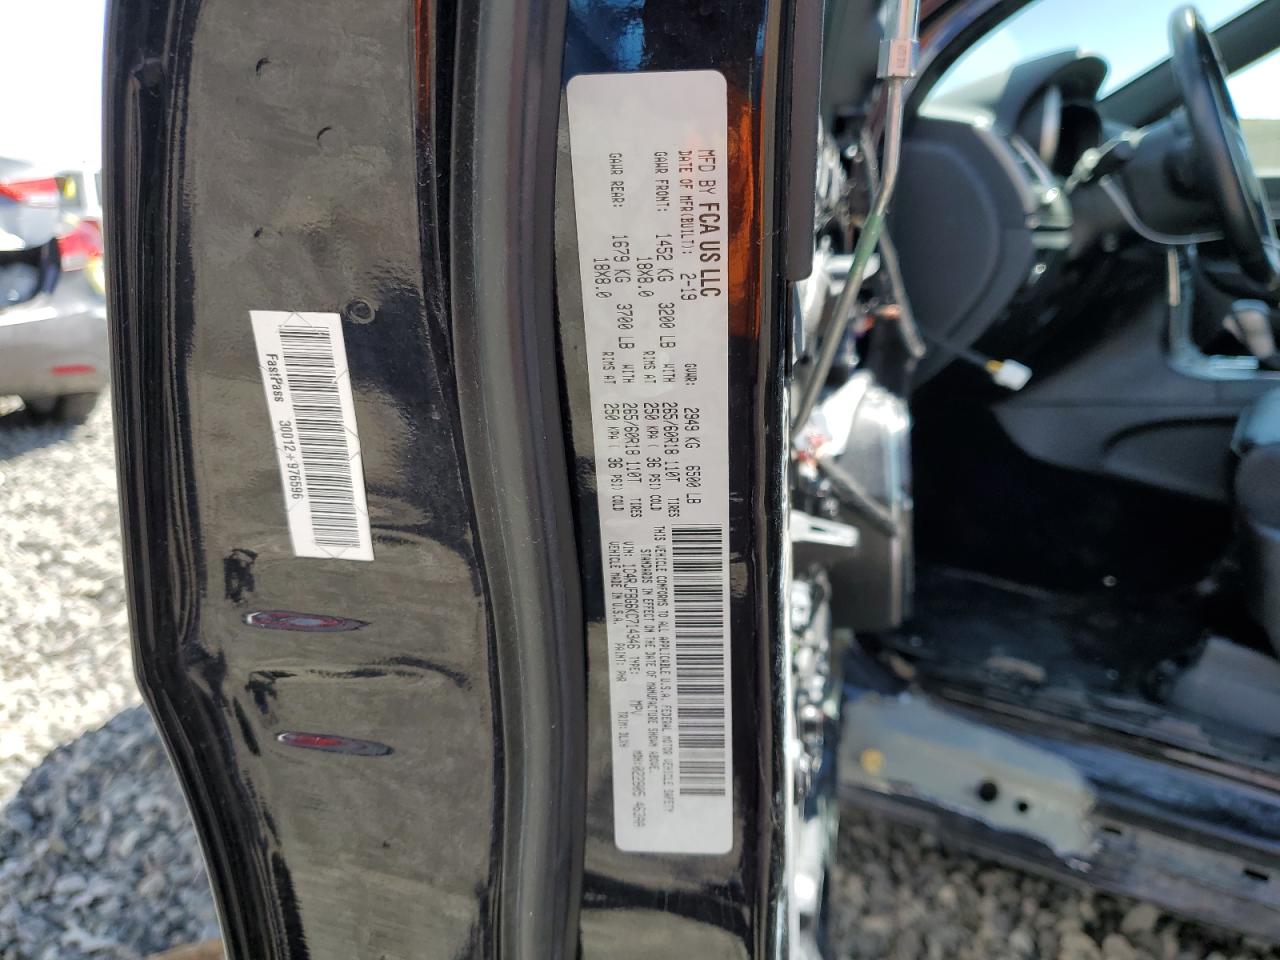 MFD BY FCA US LLC
DATE OF MFR(BUILT): 2-19 GVWR: 2949 KG 6500 LB
GAWR FRONT: 1452 KG 3200 LB WITH 265/60R18 110T TIRES
18X8.0 RIMS AT 250 KPA ( 36 PSI) COLD
GAWR REAR: 1679 KG 3700 LB WITH 265/60R18 110T TIRES
18X8.0 RIMS AT 250 KPA ( 36 PSI) COLD
THIS VEHICLE CONFORMS TO ALL APPLICABLE U.S.A. FEDERAL MOTOR VEHICLE SAFETY
STANDARDS IN EFFECT ON THE DATE OF MANUFACTURE SHOWN ABOVE.
VIN: 1C4RJFBG6KC714346 TYPE: MPV
VEHICLE MADE IN U.S.A. PAINT: TRIM:
FastPass 30012+976596